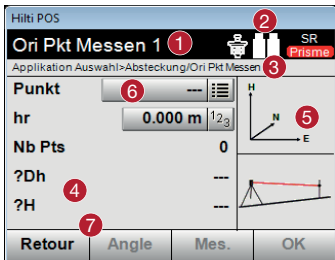 Hilti POS
Ori Pkt Messen 1 1 2 SR
Prisme
Applikation Auswahl>Absteckung/Ori Pkt Messen 3
Punkt 6 --- H
hr 0.000 m 123 N E 5
Nb Pts 0
?Dh ---
4
?H ---
7
Retour Angle Mes. OK